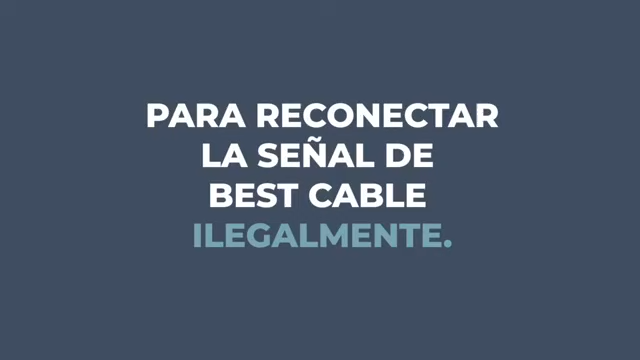 PARA RECONECTAR
LA SEÑAL DE
BEST CABLE
ILEGALMENTE.